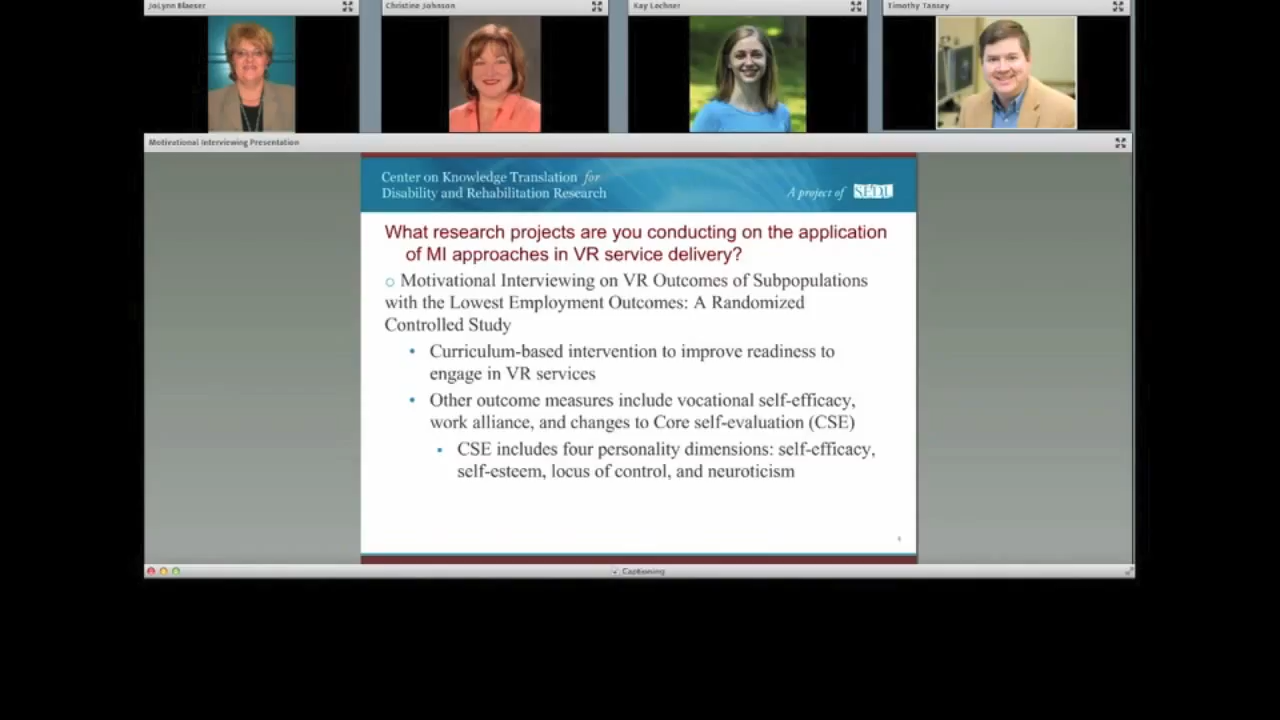 JoLynn Blaeser
Christine Johnson
Kay Lechner
Timothy Tansey
Motivational Interviewing Presentation
Center on Knowledge Translation for
Disability and Rehabilitation Research
A project of SEDL
What research projects are you conducting on the application
of MI approaches in VR service delivery?
o Motivational Interviewing on VR Outcomes of Subpopulations
with the Lowest Employment Outcomes: A Randomized
Controlled Study
• Curriculum-based intervention to improve readiness to
engage in VR services
• Other outcome measures include vocational self-efficacy,
work alliance, and changes to Core self-evaluation (CSE)
▪ CSE includes four personality dimensions: self-efficacy,
self-esteem, locus of control, and neuroticism
Captioning